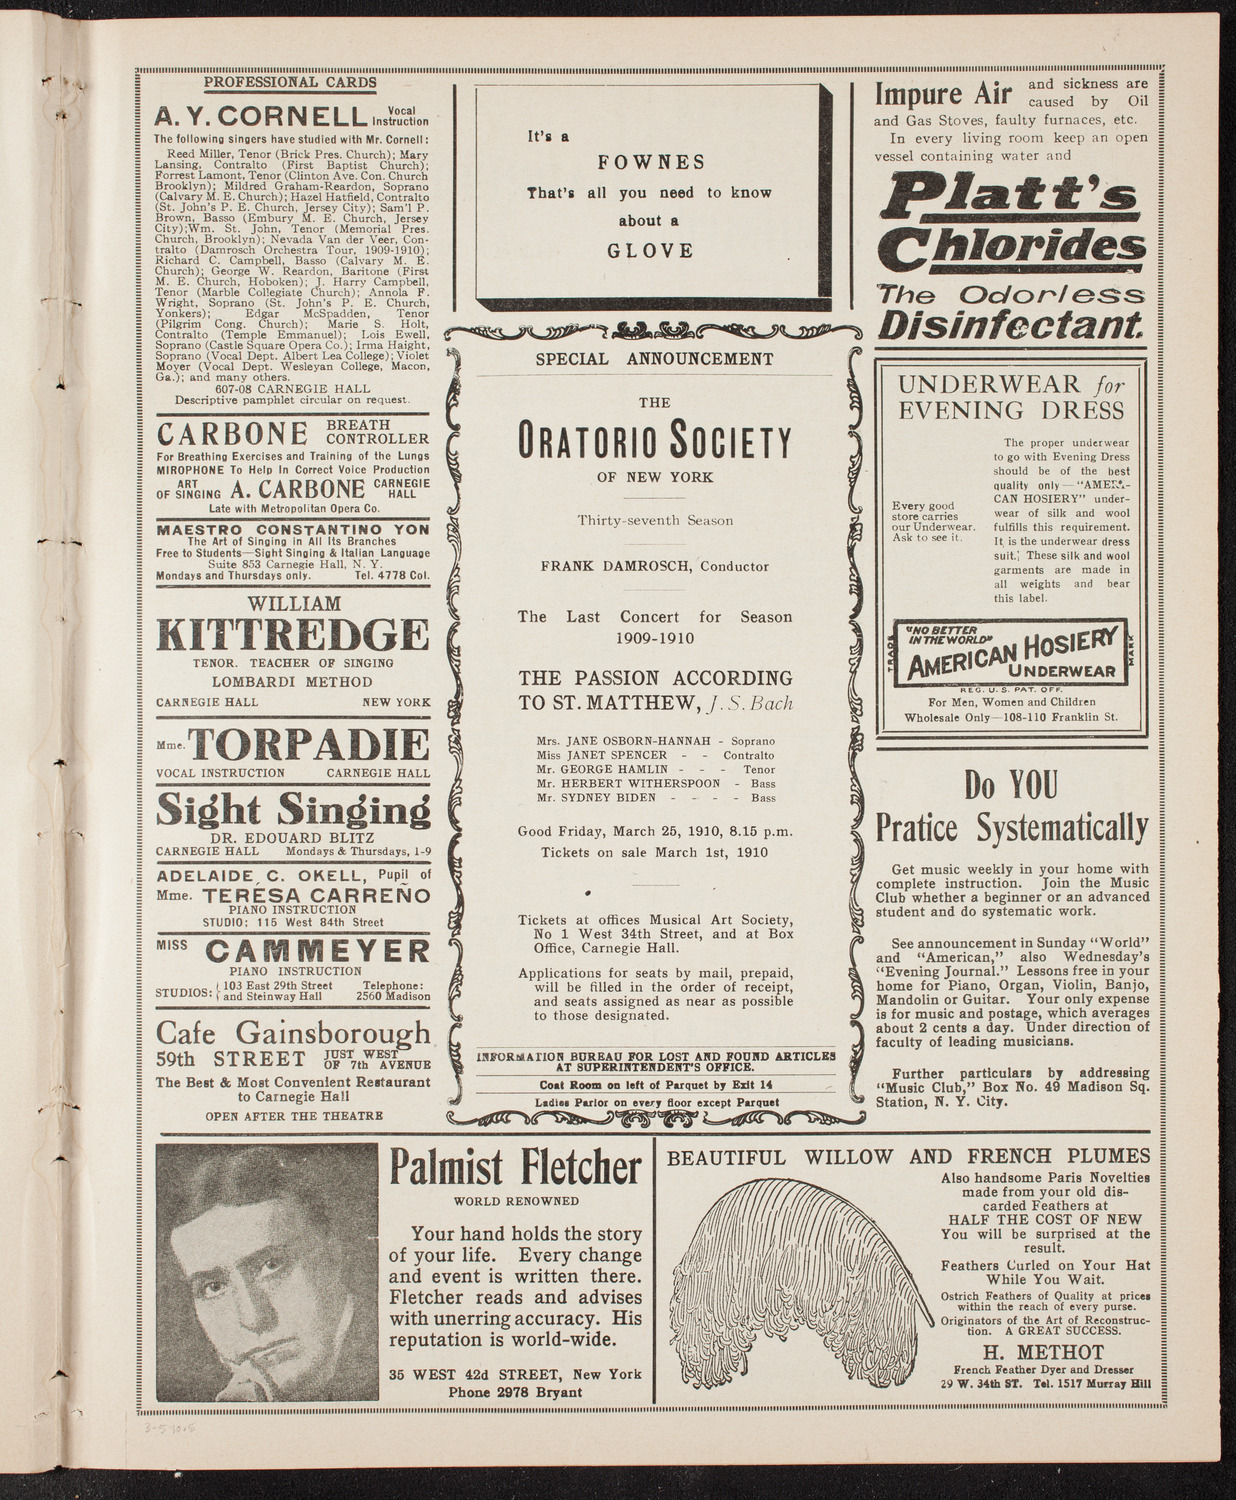 PROFESSIONAL CARDS
A. Y. CORNELL Vocal Instruction
The following singers have studied with Mr. Cornell:
Reed Miller, Tenor (Brick Pres. Church); Mary
Lansing, Contralto (First Baptist Church);
Forrest Lamont, Tenor (Clinton Ave. Con. Church
Brooklyn); Mildred Graham-Reardon, Soprano
(Calvary M. E. Church); Hazel Hatfield, Contralto
(St. John's P. E. Church, Jersey City); Sam'l P.
Brown, Basso (Embury M. E. Church, Jersey
City);Wm. St. John, Tenor (Memorial Pres.
Church, Brooklyn); Nevada Van der Veer, Con-
tralto (Damrosch Orchestra Tour, 1909-1910);
Richard C. Campbell, Basso (Calvary M. E.
Church); George W. Reardon, Baritone (First
M. E. Church, Hoboken); J. Harry Campbell,
Tenor (Marble Collegiate Church); Annola F.
Wright, Soprano (St. John's P. E. Church,
Yonkers); Edgar McSpadden, Tenor
(Pilgrim Cong. Church); Marie S. Holt,
Contralto (Temple Emmanuel); Lois Ewell,
Soprano (Castle Square Opera Co.); Irma Haight,
Soprano (Vocal Dept. Albert Lea College); Violet
Moyer (Vocal Dept. Wesleyan College, Macon,
Ga.); and many others.
607-08 CARNEGIE HALL
Descriptive pamphlet circular on request.
CARBONE BREATH CONTROLLER
For Breathing Exercises and Training of the Lungs
MIROPHONE To Help In Correct Voice Production
ART OF SINGING A. CARBONE CARNEGIE HALL
Late with Metropolitan Opera Co.
MAESTRO CONSTANTINO YON
The Art of Singing in All Its Branches
Free to Students—Sight Singing & Italian Language
Suite 853 Carnegie Hall, N. Y.
Mondays and Thursdays only. Tel. 4778 Col.
WILLIAM
KITTREDGE
TENOR. TEACHER OF SINGING
LOMBARDI METHOD
CARNEGIE HALL NEW YORK
Mme. TORPADIE
VOCAL INSTRUCTION CARNEGIE HALL
Sight Singing
DR. EDOUARD BLITZ
CARNEGIE HALL Mondays & Thursdays, 1-9
ADELAIDE C. OKELL, Pupil of
Mme. TERESA CARREÑO
PIANO INSTRUCTION
STUDIO: 115 West 84th Street
MISS CAMMEYER
PIANO INSTRUCTION
STUDIOS: { 103 East 29th Street and Steinway Hall Telephone: 2560 Madison
Cafe Gainsborough
59th STREET JUST WEST OF 7th AVENUE
The Best & Most Convenient Restaurant
to Carnegie Hall
OPEN AFTER THE THEATRE
It's a
FOWNES
That's all you need to know
about a
GLOVE
SPECIAL ANNOUNCEMENT
THE
ORATORIO SOCIETY
OF NEW YORK
Thirty-seventh Season
FRANK DAMROSCH, Conductor
The Last Concert for Season
1909-1910
THE PASSION ACCORDING
TO ST. MATTHEW, J. S. Bach
Mrs. JANE OSBORN-HANNAH - Soprano
Miss JANET SPENCER - - Contralto
Mr. GEORGE HAMLIN - - - Tenor
Mr. HERBERT WITHERSPOON - Bass
Mr. SYDNEY BIDEN - - - - Bass
Good Friday, March 25, 1910, 8.15 p.m.
Tickets on sale March 1st, 1910
Tickets at offices Musical Art Society,
No 1 West 34th Street, and at Box
Office, Carnegie Hall.
Applications for seats by mail, prepaid,
will be filled in the order of receipt,
and seats assigned as near as possible
to those designated.
INFORMATION BUREAU FOR LOST AND FOUND ARTICLES
AT SUPERINTENDENT'S OFFICE.
Coat Room on left of Parquet by Exit 14
Ladies Parlor on every floor except Parquet
Impure Air and sickness are
caused by Oil
and Gas Stoves, faulty furnaces, etc.
In every living room keep an open
vessel containing water and
Platt's
Chlorides
The Odorless
Disinfectant.
UNDERWEAR for
EVENING DRESS
The proper underwear
to go with Evening Dress
should be of the best
quality only—"AMERI-
CAN HOSIERY" under-
wear of silk and wool
fulfills this requirement.
It is the underwear dress
suit. These silk and wool
garments are made in
all weights and bear
this label.
Every good
store carries
our Underwear.
Ask to see it.
TRADE MARK
"NO BETTER
IN THE WORLD"
AMERICAN HOSIERY
UNDERWEAR
REG. U. S. PAT. OFF.
For Men, Women and Children
Wholesale Only—108-110 Franklin St.
Do YOU
Pratice Systematically
Get music weekly in your home with
complete instruction. Join the Music
Club whether a beginner or an advanced
student and do systematic work.
See announcement in Sunday "World"
and "American," also Wednesday's
"Evening Journal." Lessons free in your
home for Piano, Organ, Violin, Banjo,
Mandolin or Guitar. Your only expense
is for music and postage, which averages
about 2 cents a day. Under direction of
faculty of leading musicians.
Further particulars by addressing
"Music Club," Box No. 49 Madison Sq.
Station, N. Y. City.
Palmist Fletcher
WORLD RENOWNED
Your hand holds the story
of your life. Every change
and event is written there.
Fletcher reads and advises
with unerring accuracy. His
reputation is world-wide.
35 WEST 42d STREET, New York
Phone 2978 Bryant
BEAUTIFUL WILLOW AND FRENCH PLUMES
Also handsome Paris Novelties
made from your old dis-
carded Feathers at
HALF THE COST OF NEW
You will be surprised at the
result.
Feathers Curled on Your Hat
While You Wait.
Ostrich Feathers of Quality at prices
within the reach of every purse.
Originators of the Art of Reconstruc-
tion. A GREAT SUCCESS.
H. METHOT
French Feather Dyer and Dresser
29 W. 34th ST. Tel. 1517 Murray Hill